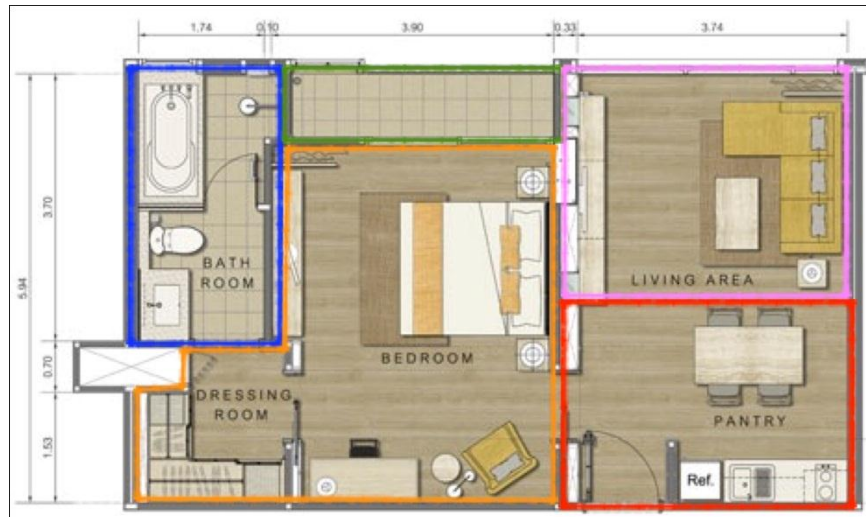 1.74 0.10 3.90 0.33 3.74
3.70
5.94
0.70
1.53
BATH
ROOM
LIVING AREA
BEDROOM
DRESSING
ROOM
PANTRY
Ref.